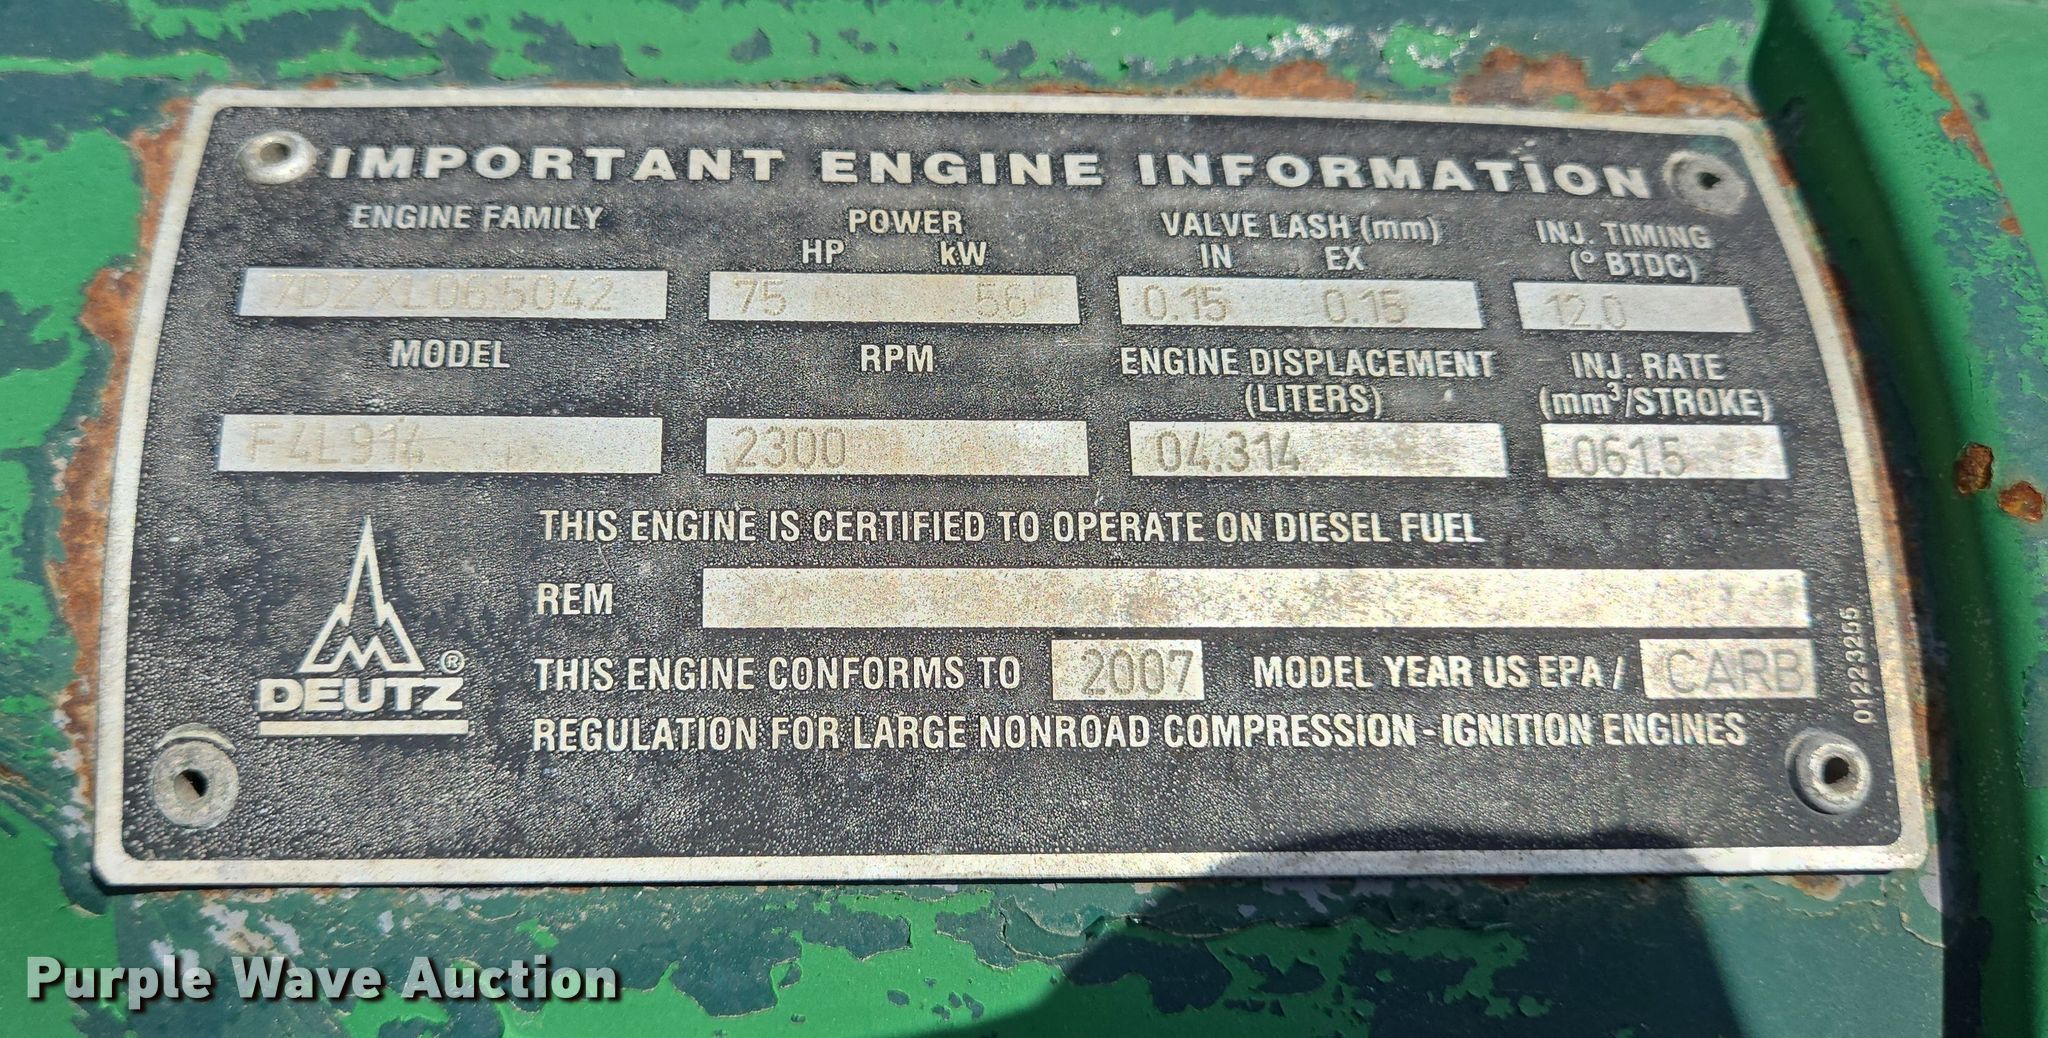 IMPORTANT ENGINE INFORMATION
ENGINE FAMILY POWER VALVE LASH (mm) INJ. TIMING
HP kW IN EX (° BTDC)
7DZXL06.5042 75 56 0.15 0.15 12.0
MODEL RPM ENGINE DISPLACEMENT INJ. RATE
(LITERS) (mm³/STROKE)
F4L914 2300 04.314 061.5
THIS ENGINE IS CERTIFIED TO OPERATE ON DIESEL FUEL
REM
THIS ENGINE CONFORMS TO 2007 MODEL YEAR US EPA / CARB
REGULATION FOR LARGE NONROAD COMPRESSION-IGNITION ENGINES
DEUTZ ®
01223255
Purple Wave Auction